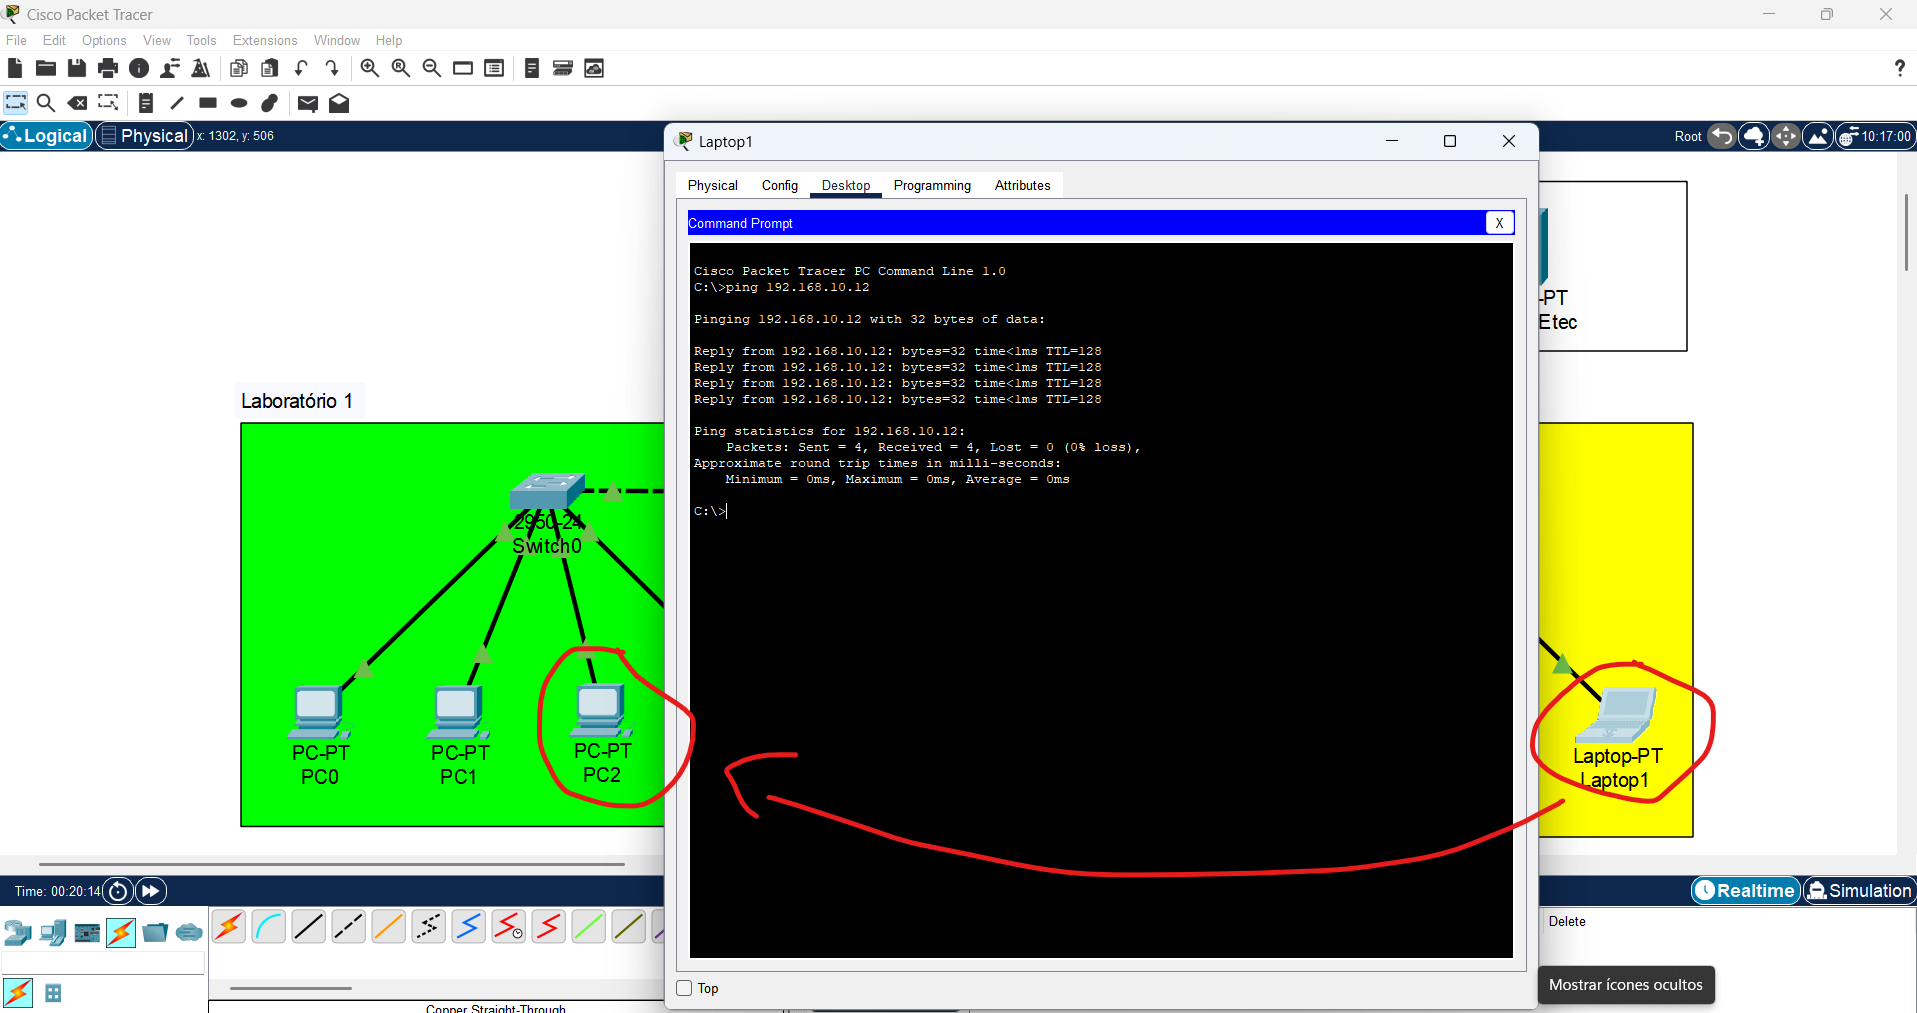 Cisco Packet Tracer
File Edit Options View Tools Extensions Window Help
?
Logical Physical x: 1302, y: 506
Root 10:17:00
Laptop1
Physical Config Desktop Programming Attributes
Command Prompt
X
Cisco Packet Tracer PC Command Line 1.0
C:\>ping 192.168.10.12
Pinging 192.168.10.12 with 32 bytes of data:
Reply from 192.168.10.12: bytes=32 time<1ms TTL=128
Reply from 192.168.10.12: bytes=32 time<1ms TTL=128
Reply from 192.168.10.12: bytes=32 time<1ms TTL=128
Reply from 192.168.10.12: bytes=32 time<1ms TTL=128
Ping statistics for 192.168.10.12:
Packets: Sent = 4, Received = 4, Lost = 0 (0% loss),
Approximate round trip times in milli-seconds:
Minimum = 0ms, Maximum = 0ms, Average = 0ms
C:\>
Top
-PT
Etec
Laboratório 1
2950-24
Switch0
PC-PT
PC0
PC-PT
PC1
PC-PT
PC2
Laptop-PT
Laptop1
Time: 00:20:14
Realtime Simulation
Delete
Mostrar ícones ocultos
Copper Straight-Through